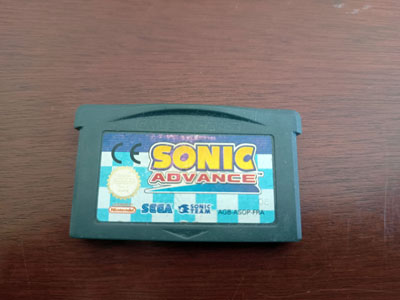 CE
SONIC
ADVANCE
Nintendo
SEGA
SONIC
TEAM
AGB-ASOP-FRA